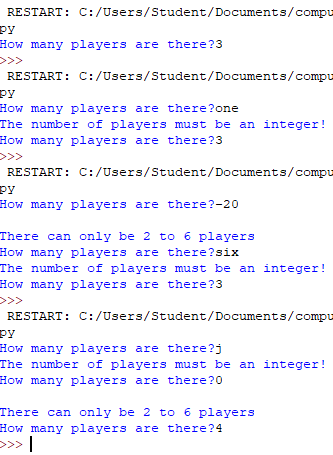 RESTART: C:/Users/Student/Documents/compu
py
How many players are there?3
>>>
RESTART: C:/Users/Student/Documents/compu
py
How many players are there?one
The number of players must be an integer!
How many players are there?3
>>>
RESTART: C:/Users/Student/Documents/compu
py
How many players are there?-20
There can only be 2 to 6 players
How many players are there?six
The number of players must be an integer!
How many players are there?3
>>>
RESTART: C:/Users/Student/Documents/compu
py
How many players are there?j
The number of players must be an integer!
How many players are there?0
There can only be 2 to 6 players
How many players are there?4
>>>